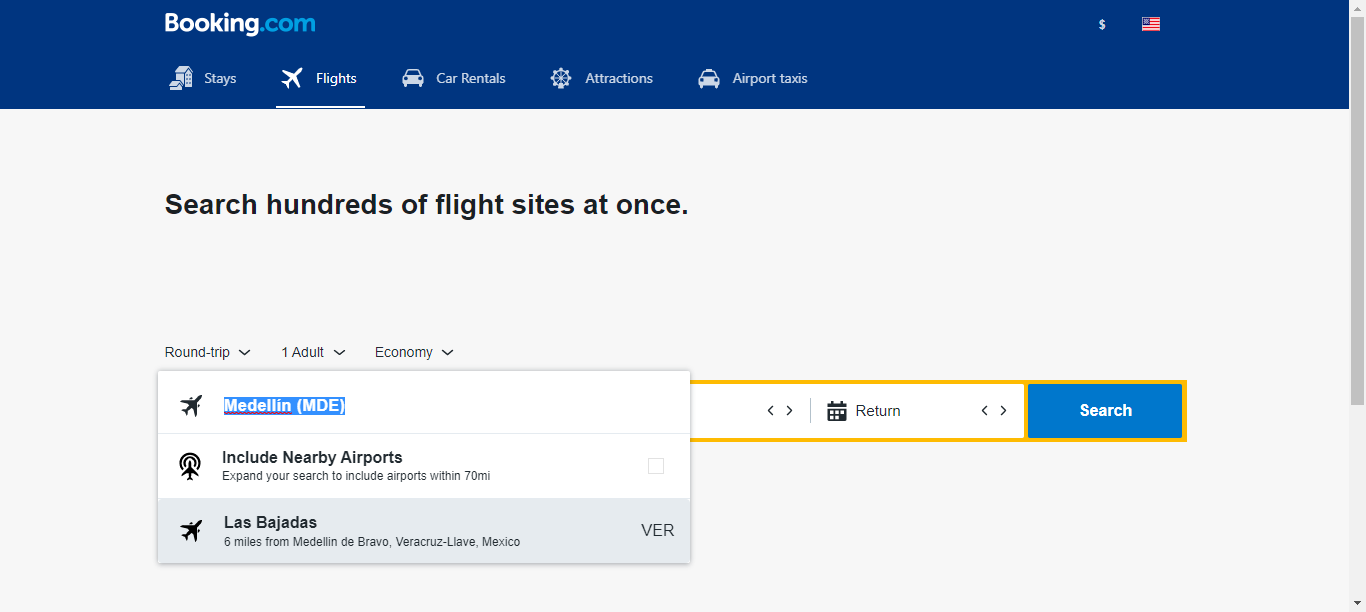 Booking.com
$
Stays
Flights
Car Rentals
Attractions
Airport taxis
Search hundreds of flight sites at once.
Round-trip
1 Adult
Economy
Medellín (MDE)
Return
Search
Include Nearby Airports
Expand your search to include airports within 70mi
Las Bajadas
6 miles from Medellin de Bravo, Veracruz-Llave, Mexico
VER